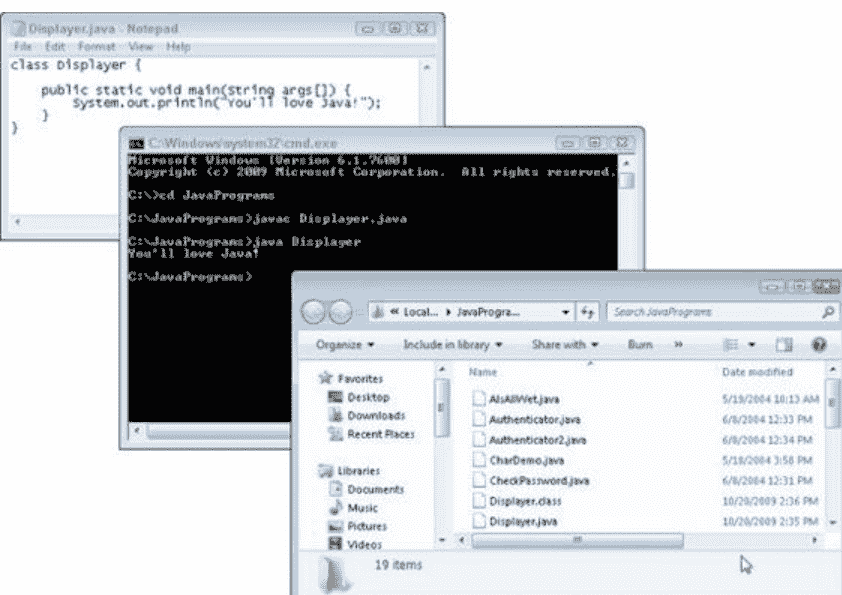 Displayer.java - Notepad
File Edit Format View Help
class Displayer {
public static void main(String args[]) {
System.out.println("You'll love Java!");
}
}
C:\Windows\system32\cmd.exe
Microsoft Windows [Version 6.1.7600]
Copyright (c) 2009 Microsoft Corporation. All rights reserved.
C:\>cd JavaPrograms
C:\JavaPrograms>javac Displayer.java
C:\JavaPrograms>java Displayer
You'll love Java!
C:\JavaPrograms>
« Local... ▸ JavaProgra...
Search JavaPrograms
Organize Include in library Share with Burn »
Favorites
Desktop
Downloads
Recent Places
Libraries
Documents
Music
Pictures
Videos
Name Date modified
AlsAllWet.java 5/19/2004 10:13 AM
Authenticator.java 6/8/2004 12:33 PM
Authenticator2.java 6/8/2004 12:34 PM
CharDemo.java 5/18/2004 3:58 PM
CheckPassword.java 6/8/2004 12:31 PM
Displayer.class 10/20/2009 2:36 PM
Displayer.java 10/20/2009 2:35 PM
19 items